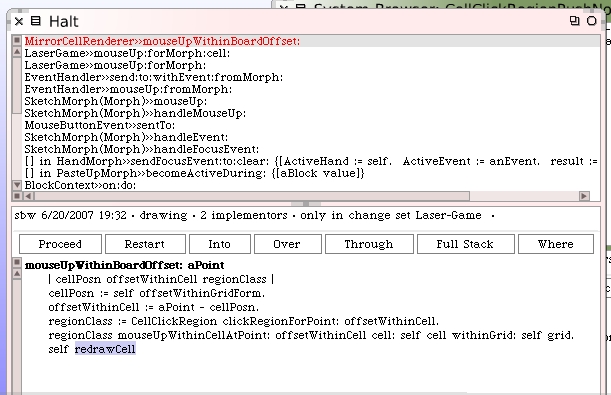 System Browser: CellClickRegionPushNo
Halt
MirrorCellRenderer>>mouseUpWithinBoardOffset:
LaserGame>>mouseUp:forMorph:cell:
LaserGame>>mouseUp:forMorph:
EventHandler>>send:to:withEvent:fromMorph:
EventHandler>>mouseUp:fromMorph:
SketchMorph(Morph)>>mouseUp:
SketchMorph(Morph)>>handleMouseUp:
MouseButtonEvent>>sentTo:
SketchMorph(Morph)>>handleEvent:
SketchMorph(Morph)>>handleFocusEvent:
[] in HandMorph>>sendFocusEvent:to:clear: {[ActiveHand := self.  ActiveEvent := anEvent.  result :=
[] in PasteUpMorph>>becomeActiveDuring: {[aBlock value]}
BlockContext>>on:do:
sbw 6/20/2007 19:32 · drawing · 2 implementors · only in change set Laser-Game ·
Proceed Restart Into Over Through Full Stack Where
mouseUpWithinBoardOffset: aPoint
| cellPosn offsetWithinCell regionClass |
cellPosn := self offsetWithinGridForm.
offsetWithinCell := aPoint - cellPosn.
regionClass := CellClickRegion clickRegionForPoint: offsetWithinCell.
regionClass mouseUpWithinCellAtPoint: offsetWithinCell cell: self cell withinGrid: self grid.
self redrawCell